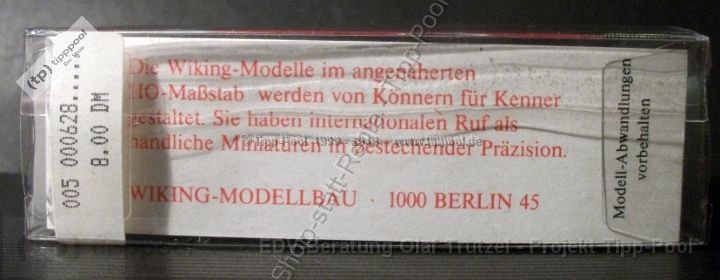 Die Wiking-Modelle im angenäherten
HO-Maßstab werden von Könnern für Kenner
gestaltet. Sie haben internationalen Ruf als
handliche Miniaturen in bestechender Präzision.
WIKING-MODELLBAU · 1000 BERLIN 45
Modell-Abwandlungen
vorbehalten
005 000628.....
8.00 DM
(tp) tipppool
EDV-Beratung Olaf Trutzel - Projekt Tipp-Pool